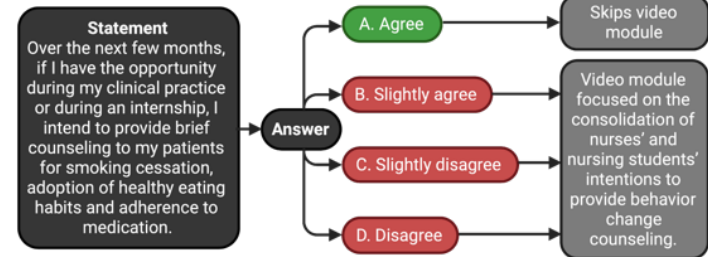 Statement
Over the next few months,
if I have the opportunity
during my clinical practice
or during an internship, I
intend to provide brief
counseling to my patients
for smoking cessation,
adoption of healthy eating
habits and adherence to
medication.
Answer
A. Agree
B. Slightly agree
C. Slightly disagree
D. Disagree
Skips video
module
Video module
focused on the
consolidation of
nurses’ and
nursing students’
intentions to
provide behavior
change
counseling.